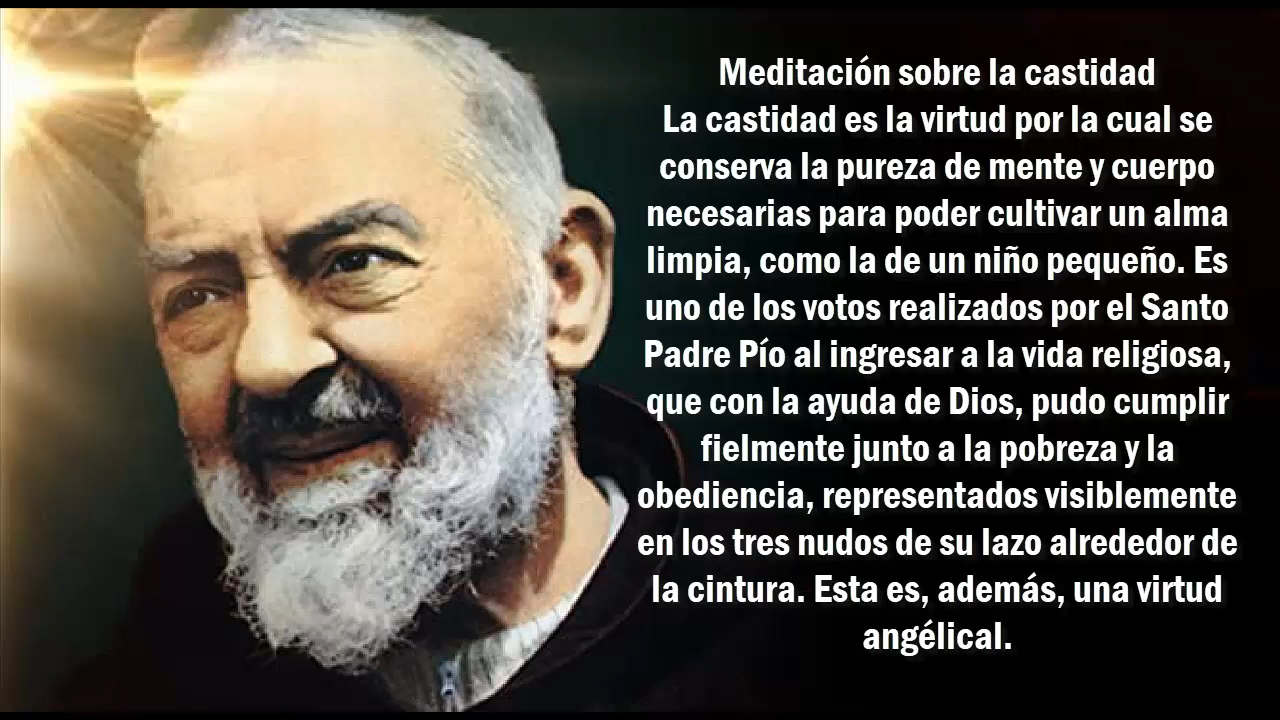 Meditación sobre la castidad
La castidad es la virtud por la cual se
conserva la pureza de mente y cuerpo
necesarias para poder cultivar un alma
limpia, como la de un niño pequeño. Es
uno de los votos realizados por el Santo
Padre Pío al ingresar a la vida religiosa,
que con la ayuda de Dios, pudo cumplir
fielmente junto a la pobreza y la
obediencia, representados visiblemente
en los tres nudos de su lazo alrededor de
la cintura. Esta es, además, una virtud
angélical.